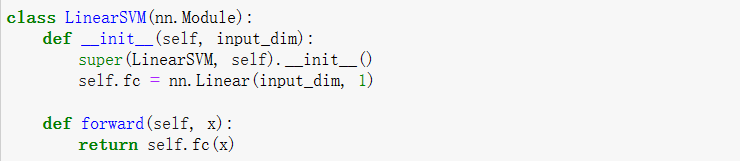 class LinearSVM(nn.Module):
    def __init__(self, input_dim):
        super(LinearSVM, self).__init__()
        self.fc = nn.Linear(input_dim, 1)

    def forward(self, x):
        return self.fc(x)